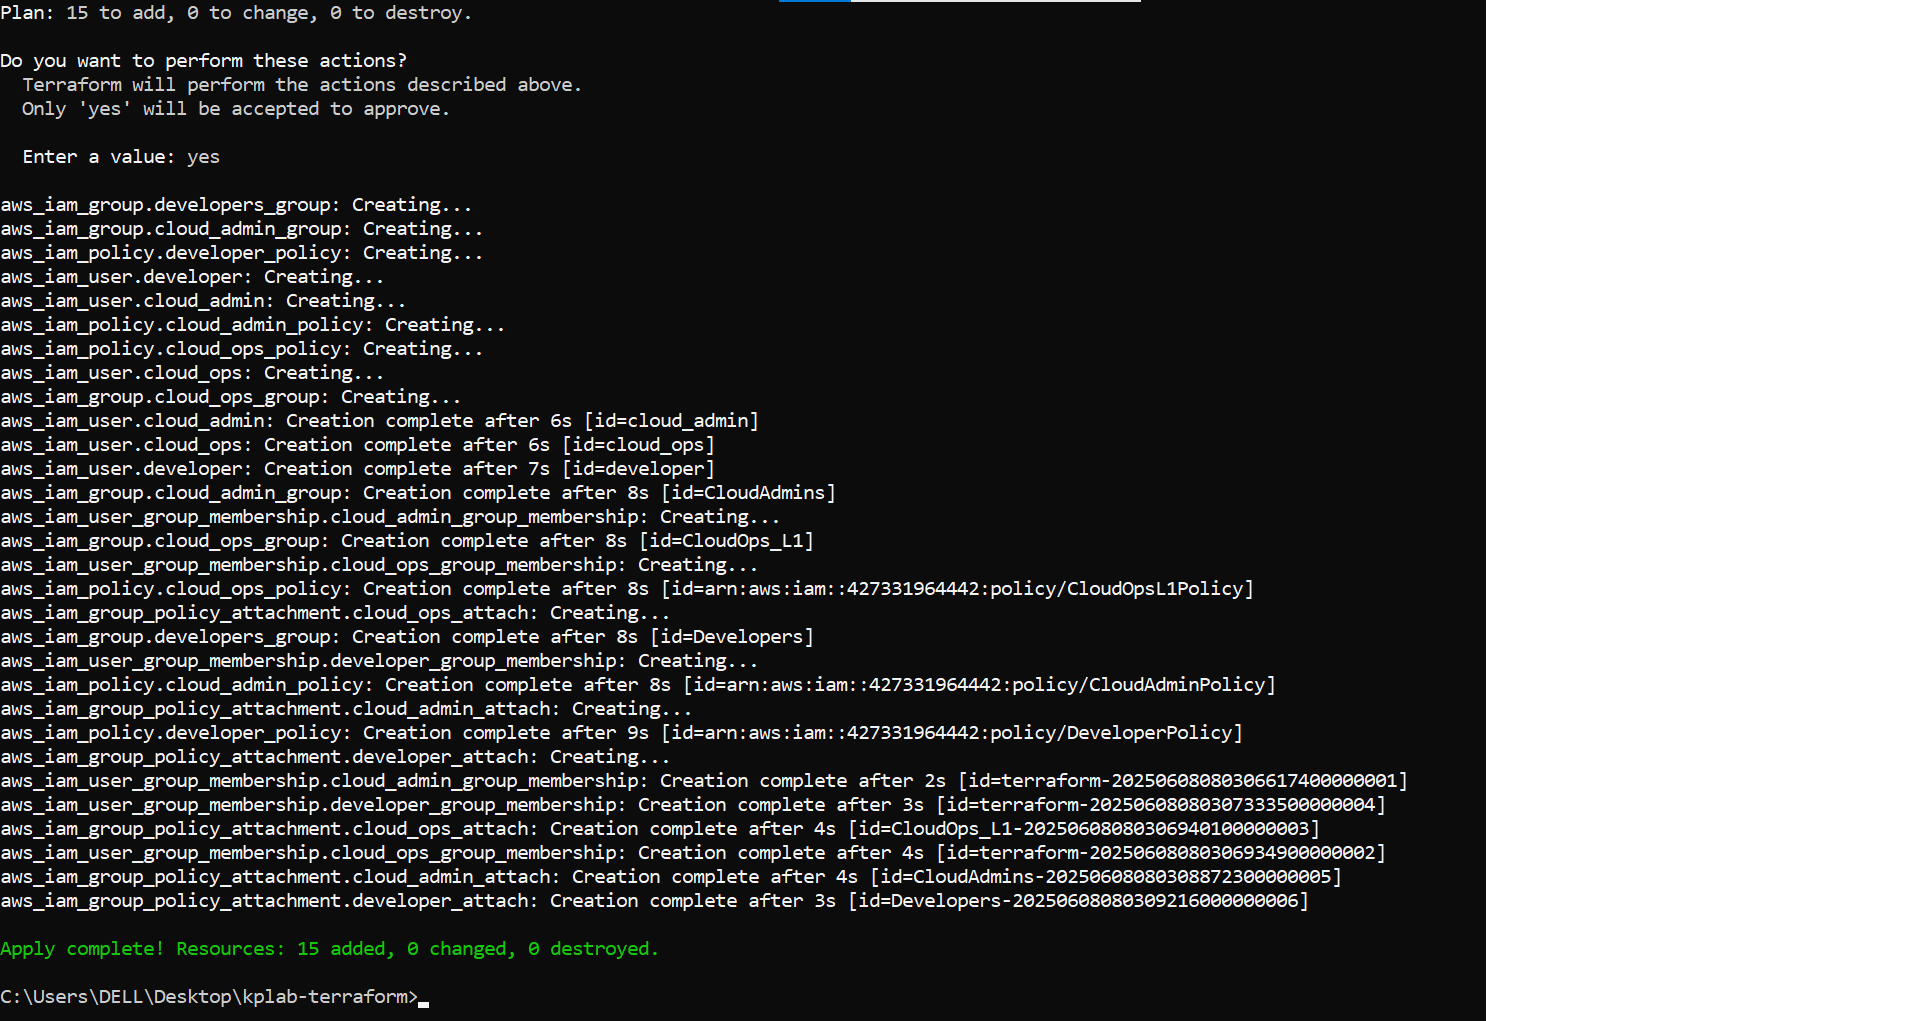 Plan: 15 to add, 0 to change, 0 to destroy.
Do you want to perform these actions?
Terraform will perform the actions described above.
Only 'yes' will be accepted to approve.
Enter a value: yes
aws_iam_group.developers_group: Creating...
aws_iam_group.cloud_admin_group: Creating...
aws_iam_policy.developer_policy: Creating...
aws_iam_user.developer: Creating...
aws_iam_user.cloud_admin: Creating...
aws_iam_policy.cloud_admin_policy: Creating...
aws_iam_policy.cloud_ops_policy: Creating...
aws_iam_user.cloud_ops: Creating...
aws_iam_group.cloud_ops_group: Creating...
aws_iam_user.cloud_admin: Creation complete after 6s [id=cloud_admin]
aws_iam_user.cloud_ops: Creation complete after 6s [id=cloud_ops]
aws_iam_user.developer: Creation complete after 7s [id=developer]
aws_iam_group.cloud_admin_group: Creation complete after 8s [id=CloudAdmins]
aws_iam_user_group_membership.cloud_admin_group_membership: Creating...
aws_iam_group.cloud_ops_group: Creation complete after 8s [id=CloudOps_L1]
aws_iam_user_group_membership.cloud_ops_group_membership: Creating...
aws_iam_policy.cloud_ops_policy: Creation complete after 8s [id=arn:aws:iam::427331964442:policy/CloudOpsL1Policy]
aws_iam_group_policy_attachment.cloud_ops_attach: Creating...
aws_iam_group.developers_group: Creation complete after 8s [id=Developers]
aws_iam_user_group_membership.developer_group_membership: Creating...
aws_iam_policy.cloud_admin_policy: Creation complete after 8s [id=arn:aws:iam::427331964442:policy/CloudAdminPolicy]
aws_iam_group_policy_attachment.cloud_admin_attach: Creating...
aws_iam_policy.developer_policy: Creation complete after 9s [id=arn:aws:iam::427331964442:policy/DeveloperPolicy]
aws_iam_group_policy_attachment.developer_attach: Creating...
aws_iam_user_group_membership.cloud_admin_group_membership: Creation complete after 2s [id=terraform-20250608080306617400000001]
aws_iam_user_group_membership.developer_group_membership: Creation complete after 3s [id=terraform-20250608080307333500000004]
aws_iam_group_policy_attachment.cloud_ops_attach: Creation complete after 4s [id=CloudOps_L1-20250608080306940100000003]
aws_iam_user_group_membership.cloud_ops_group_membership: Creation complete after 4s [id=terraform-20250608080306934900000002]
aws_iam_group_policy_attachment.cloud_admin_attach: Creation complete after 4s [id=CloudAdmins-20250608080308872300000005]
aws_iam_group_policy_attachment.developer_attach: Creation complete after 3s [id=Developers-20250608080309216000000006]
Apply complete! Resources: 15 added, 0 changed, 0 destroyed.
C:\Users\DELL\Desktop\kplab-terraform>